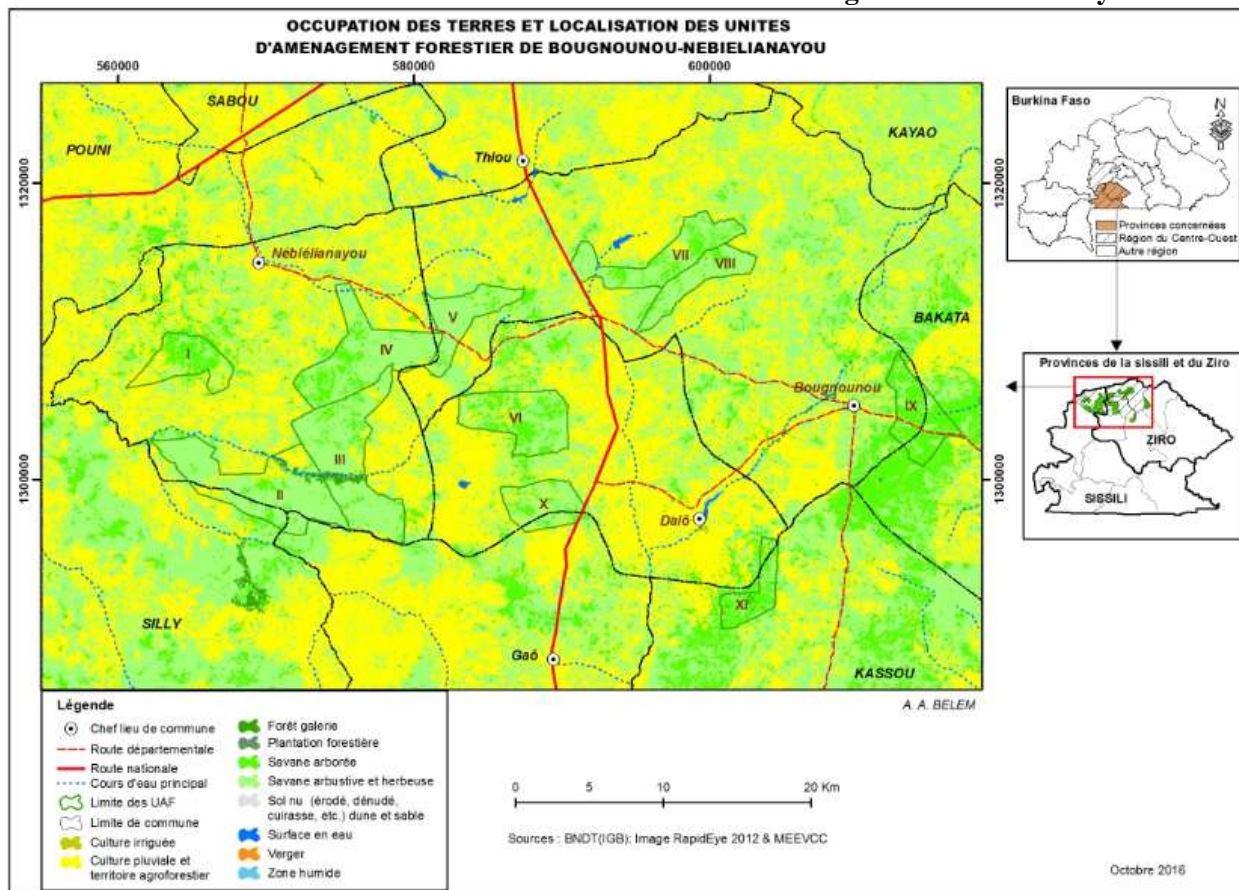 OCCUPATION DES TERRES ET LOCALISATION DES UNITES
D'AMENAGEMENT FORESTIER DE BOUGNOUNOU-NEBIELIANAYOU
560000
580000
600000
SABOU
POUNI
KAYAO
Thiou
1320000
1320000
Nébiélianayou
VII
VIII
V
BAKATA
I
IV
Bougnounou
IX
VI
III
1300000
1300000
II
X
Dalô
XI
SILLY
Gaô
KASSOU
A. A. BELEM
Burkina Faso
N
Provinces concernées
Région du Centre-Ouest
Autre région
Provinces de la sissili et du Ziro
ZIRO
SISSILI
Légende
Chef lieu de commune
Route départementale
Route nationale
Cours d'eau principal
Limite des UAF
Limite de commune
Culture irriguée
Culture pluviale et
territoire agroforestier
Forêt galerie
Plantation forestière
Savane arborée
Savane arbustive et herbeuse
Sol nu (érodé, dénudé,
cuirasse, etc.) dune et sable
Surface en eau
Verger
Zone humide
0 5 10 20 Km
Sources : BNDT(IGB); Image RapidEye 2012 & MEEVCC
Octobre 2016